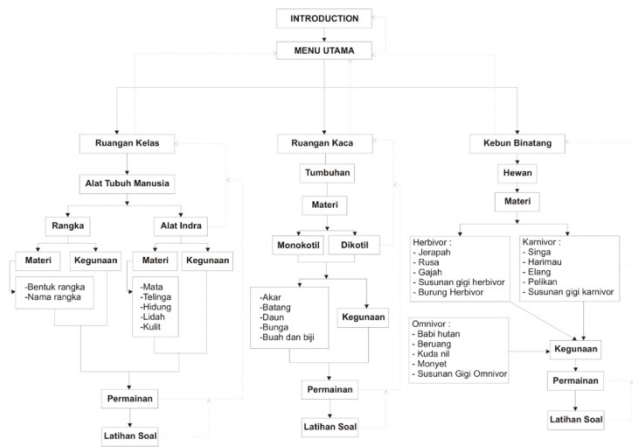 INTRODUCTION
MENU UTAMA
Ruangan Kelas
Ruangan Kaca
Kebun Binatang
Alat Tubuh Manusia
Tumbuhan
Hewan
Materi
Materi
Rangka
Alat Indra
Monokotil
Dikotil
Materi
Kegunaan
Materi
Kegunaan
-Bentuk rangka
-Nama rangka
-Mata
-Telinga
-Hidung
-Lidah
-Kulit
-Akar
-Batang
-Daun
-Bunga
-Buah dan biji
Kegunaan
Herbivor :
- Jerapah
- Rusa
- Gajah
- Susunan gigi herbivor
- Burung Herbivor
Karnivor :
- Singa
- Harimau
- Elang
- Pelikan
- Susunan gigi karnivor
Omnivor :
- Babi hutan
- Beruang
- Kuda nil
- Monyet
- Susunan Gigi Omnivor
Kegunaan
Permainan
Permainan
Permainan
Latihan Soal
Latihan Soal
Latihan Soal